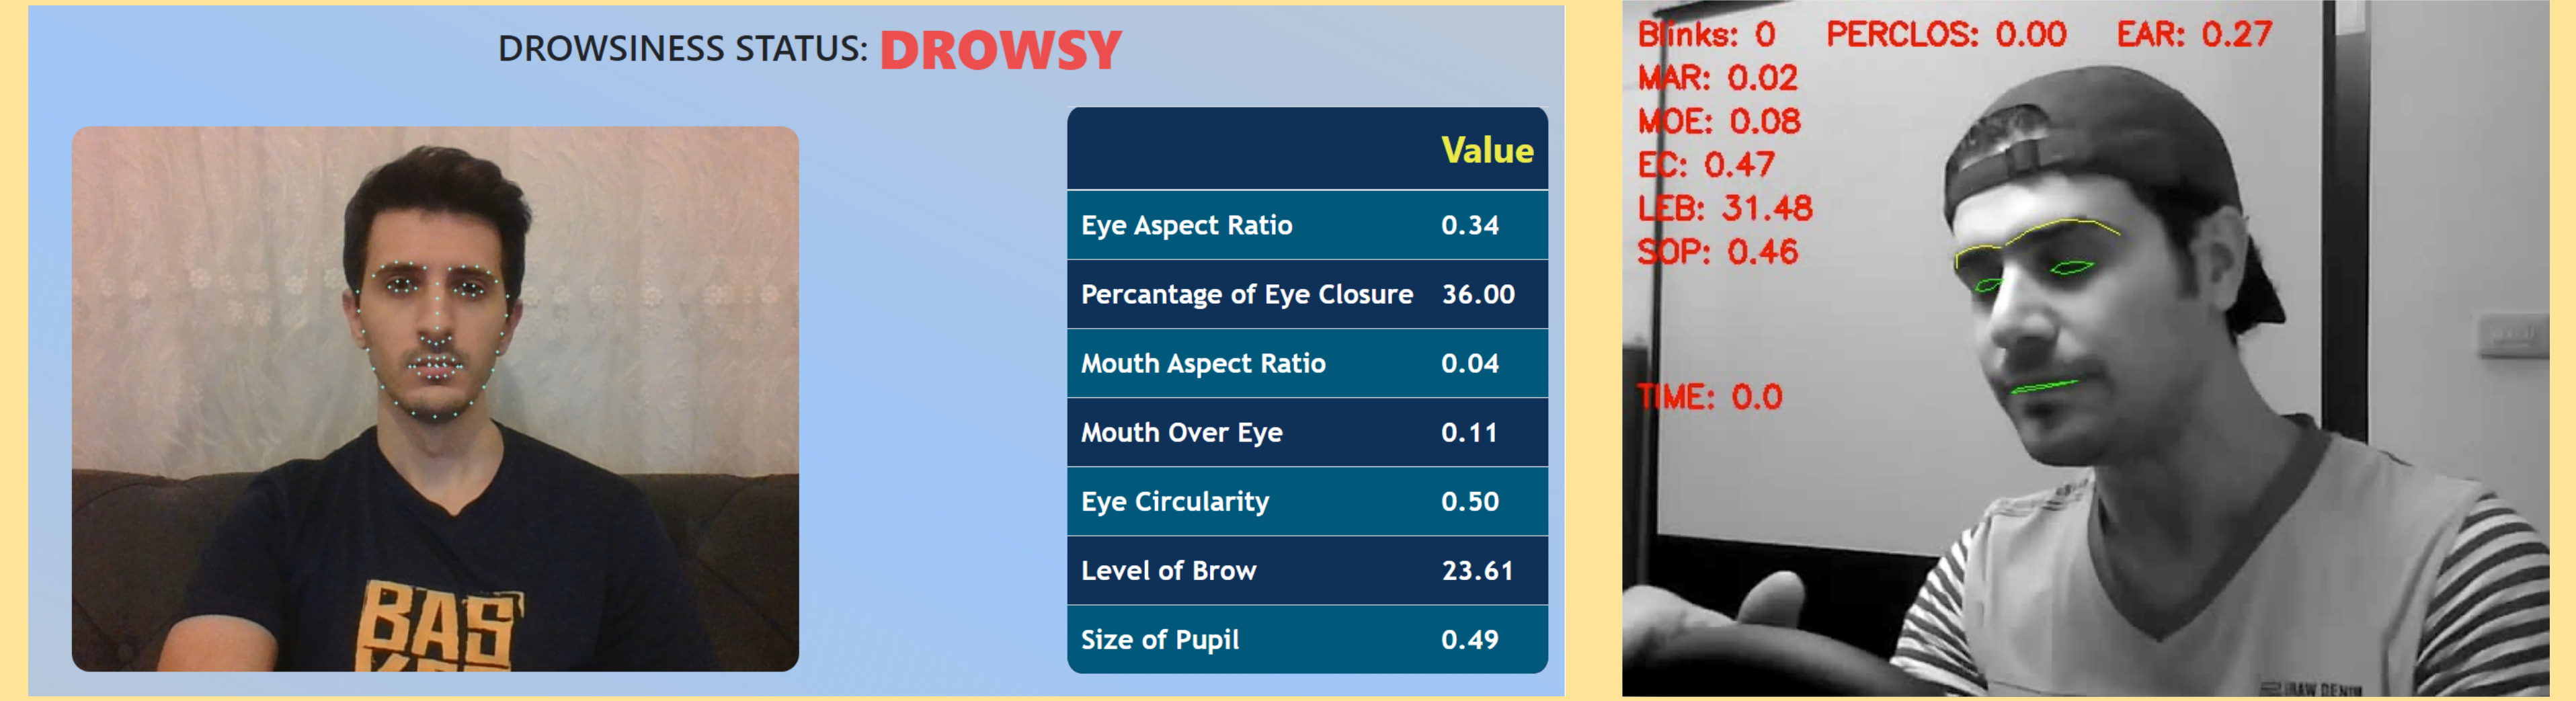 DROWSINESS STATUS: DROWSY
Value
Eye Aspect Ratio 0.34
Percantage of Eye Closure 36.00
Mouth Aspect Ratio 0.04
Mouth Over Eye 0.11
Eye Circularity 0.50
Level of Brow 23.61
Size of Pupil 0.49
BAS
Blinks: 0 PERCLOS: 0.00 EAR: 0.27
MAR: 0.02
MOE: 0.08
EC: 0.47
LEB: 31.48
SOP: 0.46
TIME: 0.0